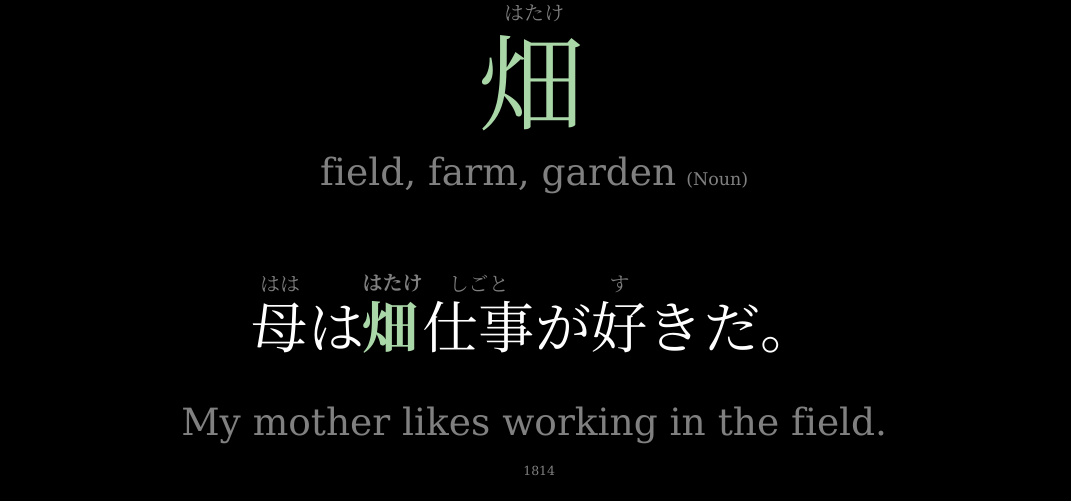 はたけ
畑
field, farm, garden (Noun)
はは はたけ しごと す
母は畑仕事が好きだ。
My mother likes working in the field.
1814